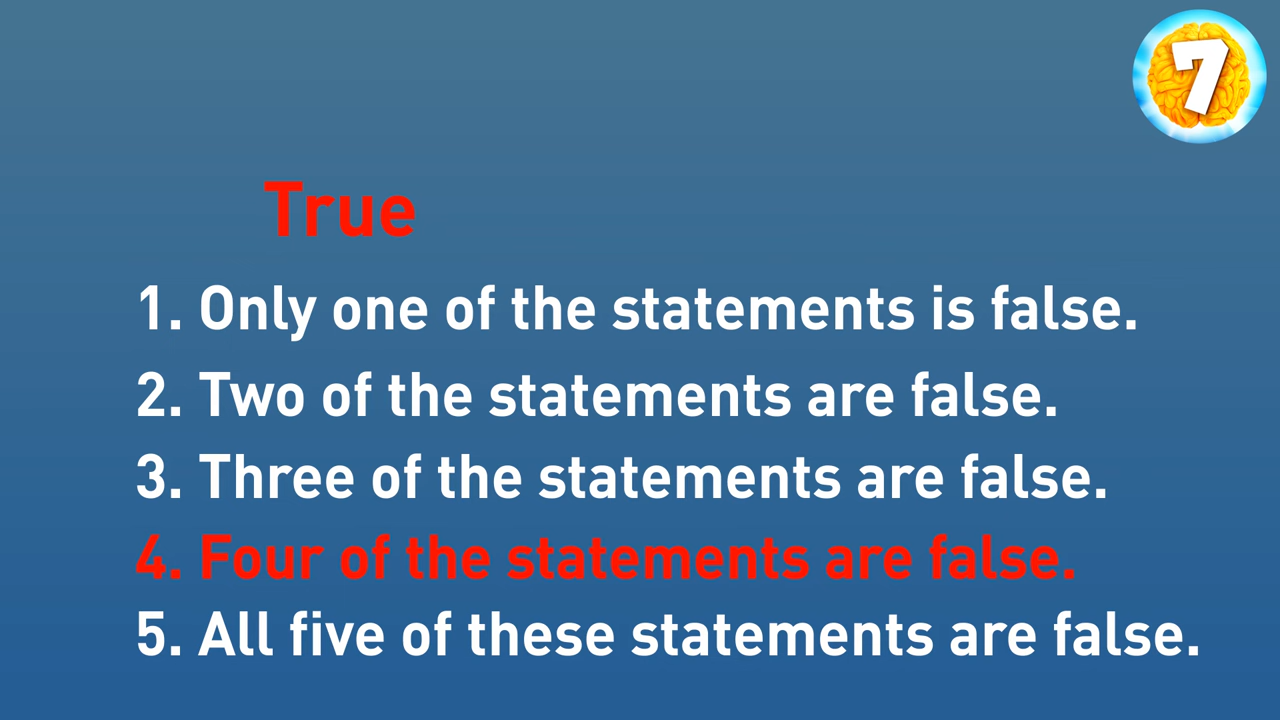 7
True
1. Only one of the statements is false.
2. Two of the statements are false.
3. Three of the statements are false.
4. Four of the statements are false.
5. All five of these statements are false.